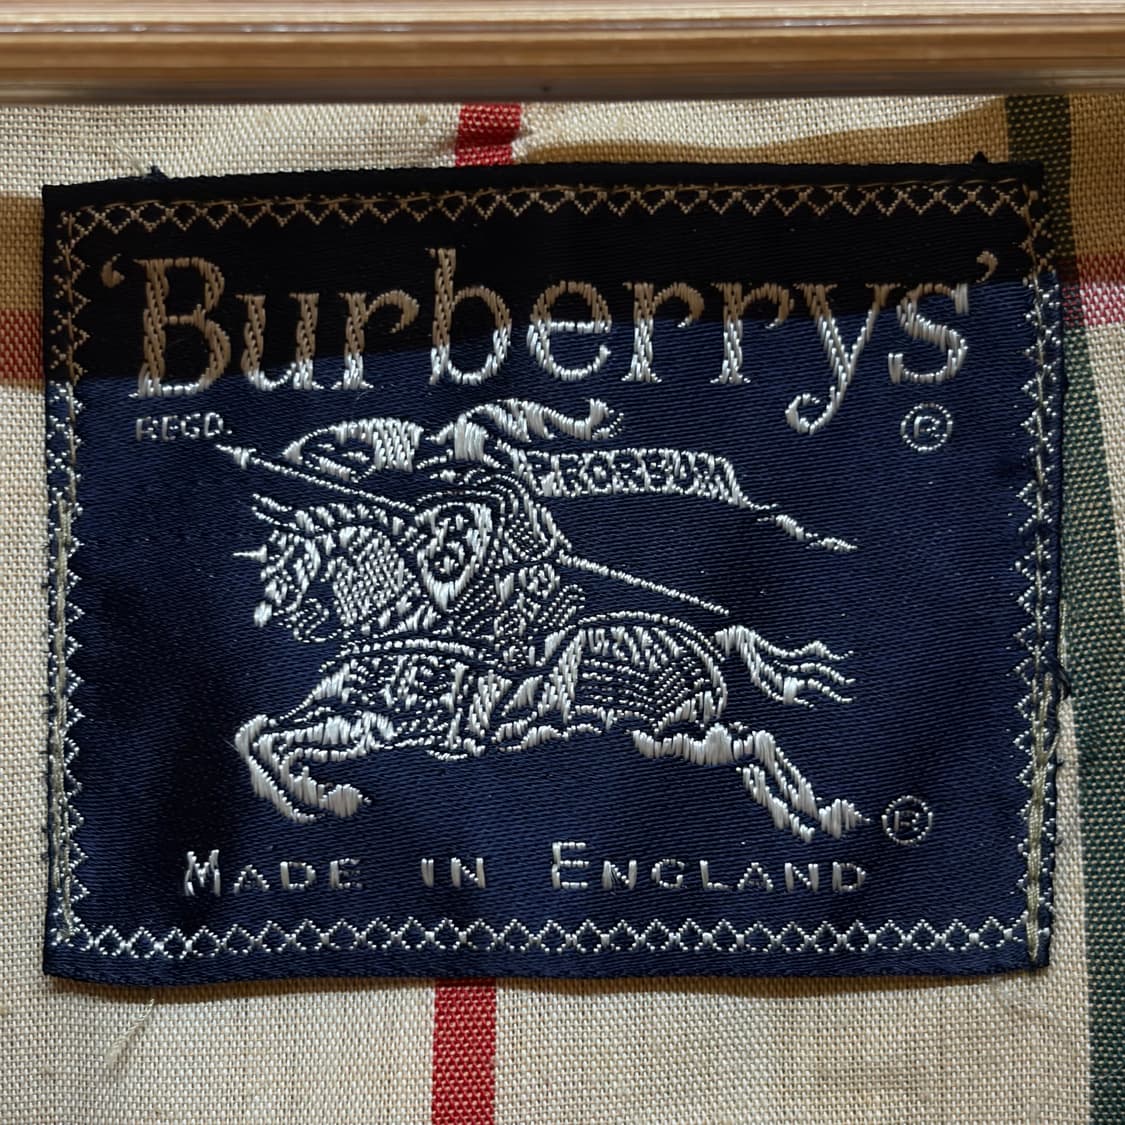 ‘Burberrys’
REGD. ®
PRORSUM
®
MADE IN ENGLAND